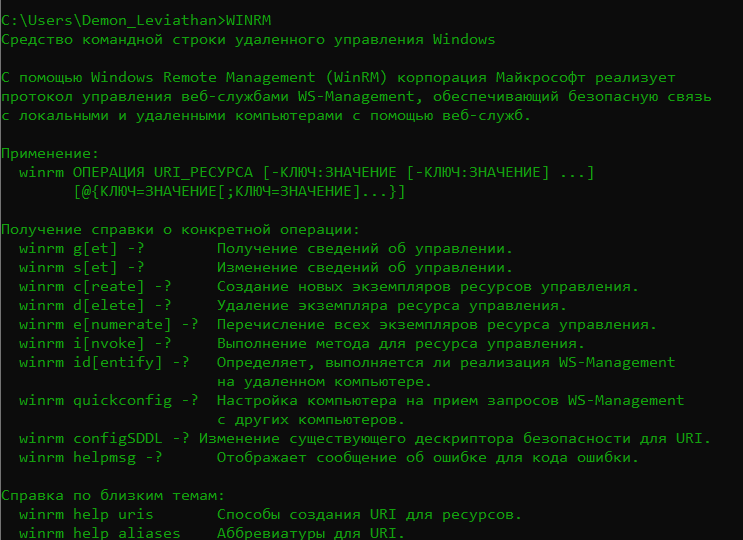 C:\Users\Demon_Leviathan>WINRM
Средство командной строки удаленного управления Windows
С помощью Windows Remote Management (WinRM) корпорация Майкрософт реализует
протокол управления веб-службами WS-Management, обеспечивающий безопасную связь
с локальными и удаленными компьютерами с помощью веб-служб.
Применение:
winrm ОПЕРАЦИЯ URI_РЕСУРСА [-КЛЮЧ:ЗНАЧЕНИЕ [-КЛЮЧ:ЗНАЧЕНИЕ] ...]
[@{КЛЮЧ=ЗНАЧЕНИЕ[;КЛЮЧ=ЗНАЧЕНИЕ]...}]
Получение справки о конкретной операции:
winrm g[et] -? Получение сведений об управлении.
winrm s[et] -? Изменение сведений об управлении.
winrm c[reate] -? Создание новых экземпляров ресурсов управления.
winrm d[elete] -? Удаление экземпляра ресурса управления.
winrm e[numerate] -? Перечисление всех экземпляров ресурса управления.
winrm i[nvoke] -? Выполнение метода для ресурса управления.
winrm id[entify] -? Определяет, выполняется ли реализация WS-Management
на удаленном компьютере.
winrm quickconfig -? Настройка компьютера на прием запросов WS-Management
с других компьютеров.
winrm configSDDL -? Изменение существующего дескриптора безопасности для URI.
winrm helpmsg -? Отображает сообщение об ошибке для кода ошибки.
Справка по близким темам:
winrm help uris Способы создания URI для ресурсов.
winrm help aliases Аббревиатуры для URI.